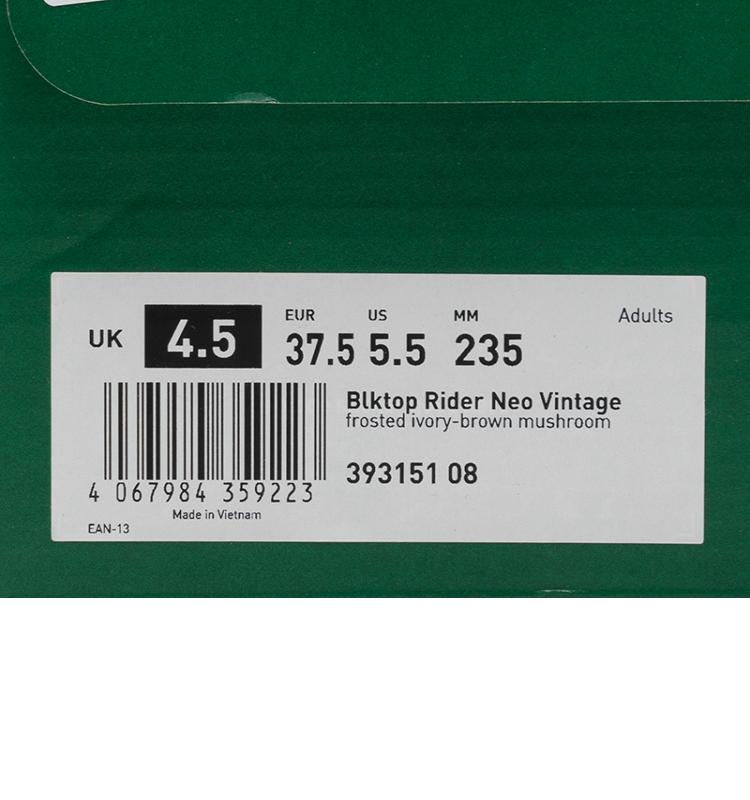 EUR US MM Adults
UK 4.5 37.5 5.5 235
Blktop Rider Neo Vintage
frosted ivory-brown mushroom
393151 08
4 067984 359223
Made in Vietnam
EAN-13